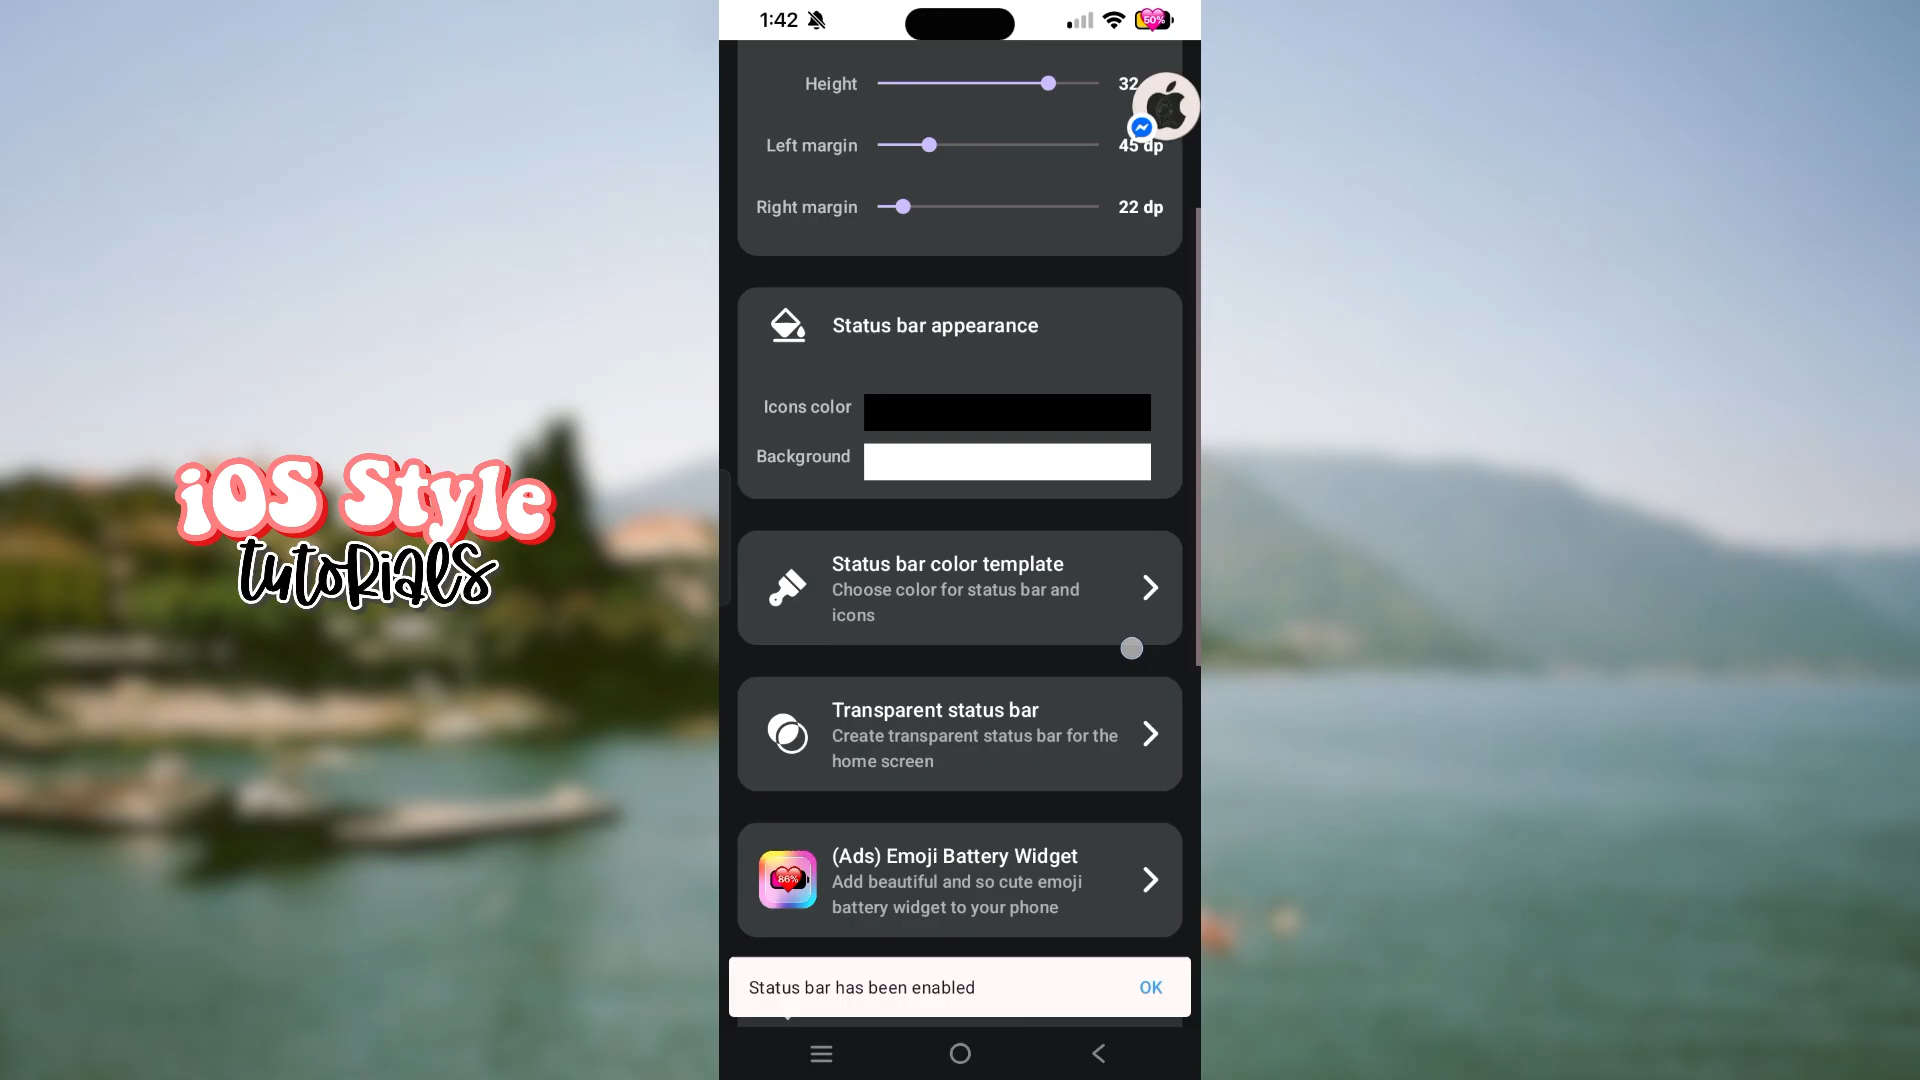 1:42
50%
Height
32
Left margin
45 dp
Right margin
22 dp
Status bar appearance
Icons color
Background
iOS Style
tutorials
Status bar color template
Choose color for status bar and
icons
Transparent status bar
Create transparent status bar for the
home screen
86%
(Ads) Emoji Battery Widget
Add beautiful and so cute emoji
battery widget to your phone
Status bar has been enabled
OK